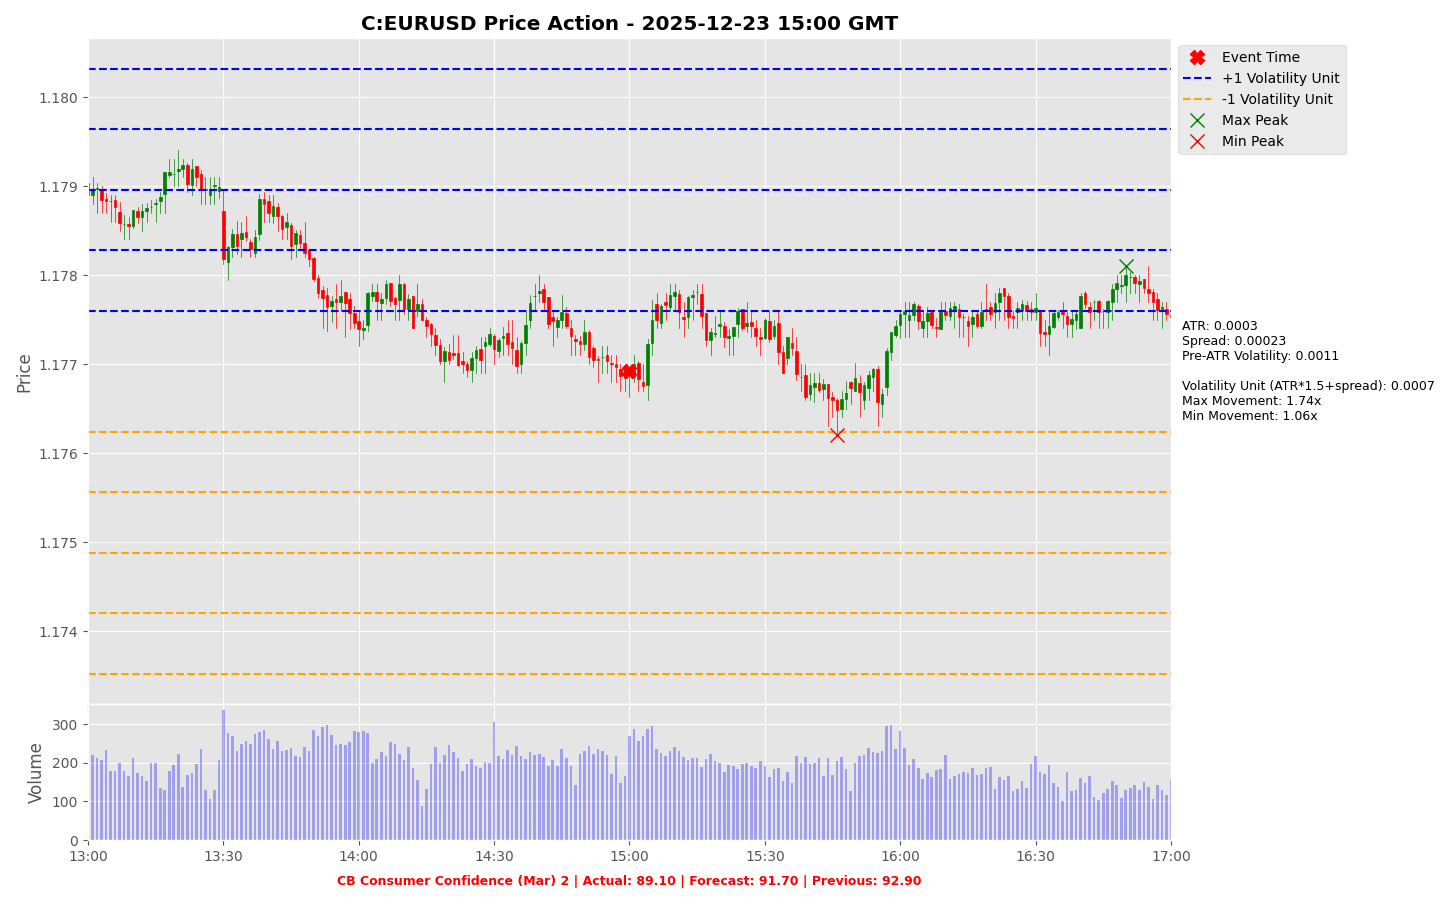 C:EURUSD Price Action - 2025-12-23 15:00 GMT
Event Time
+1 Volatility Unit
-1 Volatility Unit
Max Peak
Min Peak
Price
1.180
1.179
1.178
1.177
1.176
1.175
1.174
ATR: 0.0003
Spread: 0.00023
Pre-ATR Volatility: 0.0011
Volatility Unit (ATR*1.5+spread): 0.0007
Max Movement: 1.74x
Min Movement: 1.06x
Volume
300
200
100
0
13:00 13:30 14:00 14:30 15:00 15:30 16:00 16:30 17:00
CB Consumer Confidence (Mar) 2 | Actual: 89.10 | Forecast: 91.70 | Previous: 92.90